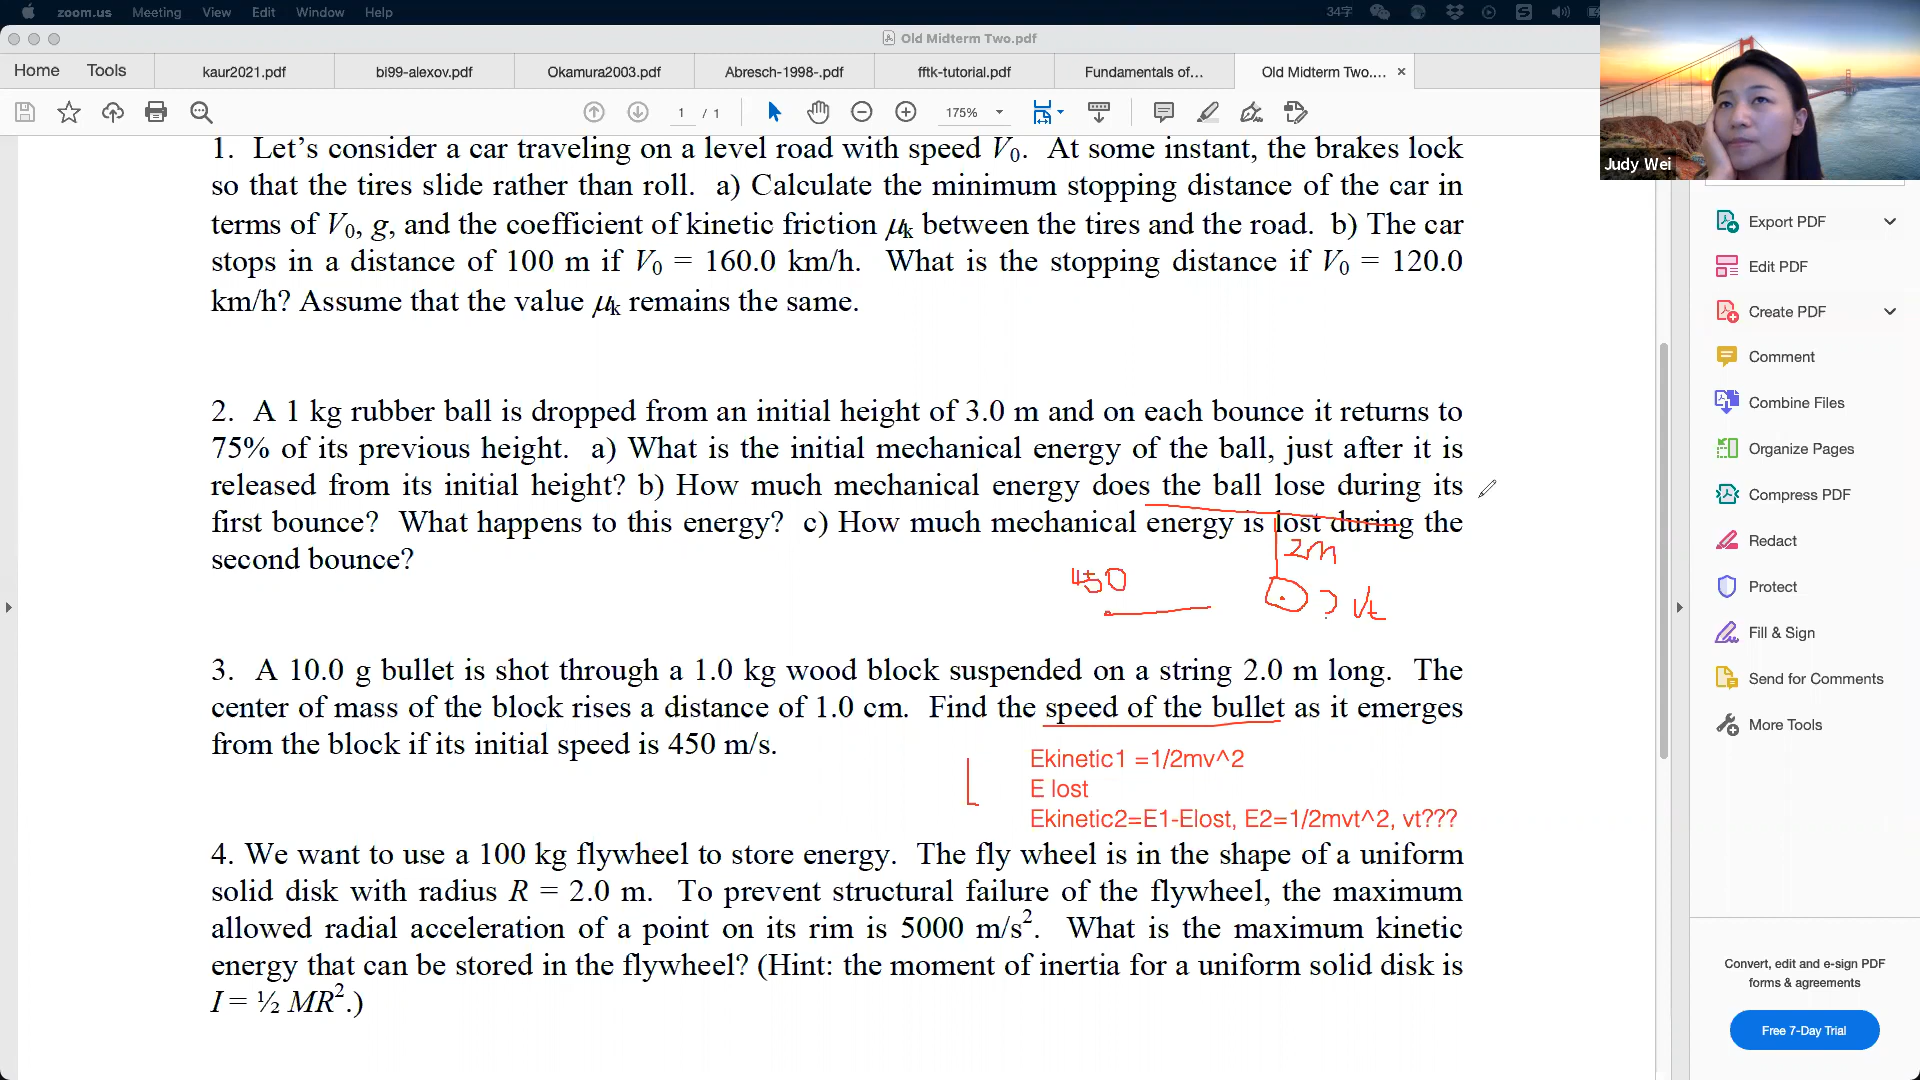 zoom.us Meeting View Edit Window Help 34字
Old Midterm Two.pdf
Home Tools kaur2021.pdf bi99-alexov.pdf Okamura2003.pdf Abresch-1998-.pdf fftk-tutorial.pdf Fundamentals of... Old Midterm Two.... ×
1 / 1 175%
Judy Wei
1. Let's consider a car traveling on a level road with speed V0. At some instant, the brakes lock
so that the tires slide rather than roll. a) Calculate the minimum stopping distance of the car in
terms of V0, g, and the coefficient of kinetic friction μk between the tires and the road. b) The car
stops in a distance of 100 m if V0 = 160.0 km/h. What is the stopping distance if V0 = 120.0
km/h? Assume that the value μk remains the same.
2. A 1 kg rubber ball is dropped from an initial height of 3.0 m and on each bounce it returns to
75% of its previous height. a) What is the initial mechanical energy of the ball, just after it is
released from its initial height? b) How much mechanical energy does the ball lose during its
first bounce? What happens to this energy? c) How much mechanical energy is lost during the
second bounce?
2m
450
? Vt
3. A 10.0 g bullet is shot through a 1.0 kg wood block suspended on a string 2.0 m long. The
center of mass of the block rises a distance of 1.0 cm. Find the speed of the bullet as it emerges
from the block if its initial speed is 450 m/s.
Ekinetic1 =1/2mv^2
E lost
Ekinetic2=E1-Elost, E2=1/2mvt^2, vt???
4. We want to use a 100 kg flywheel to store energy. The fly wheel is in the shape of a uniform
solid disk with radius R = 2.0 m. To prevent structural failure of the flywheel, the maximum
allowed radial acceleration of a point on its rim is 5000 m/s2. What is the maximum kinetic
energy that can be stored in the flywheel? (Hint: the moment of inertia for a uniform solid disk is
I = ½ MR2.)
Export PDF
Edit PDF
Create PDF
Comment
Combine Files
Organize Pages
Compress PDF
Redact
Protect
Fill & Sign
Send for Comments
More Tools
Convert, edit and e-sign PDF
forms & agreements
Free 7-Day Trial